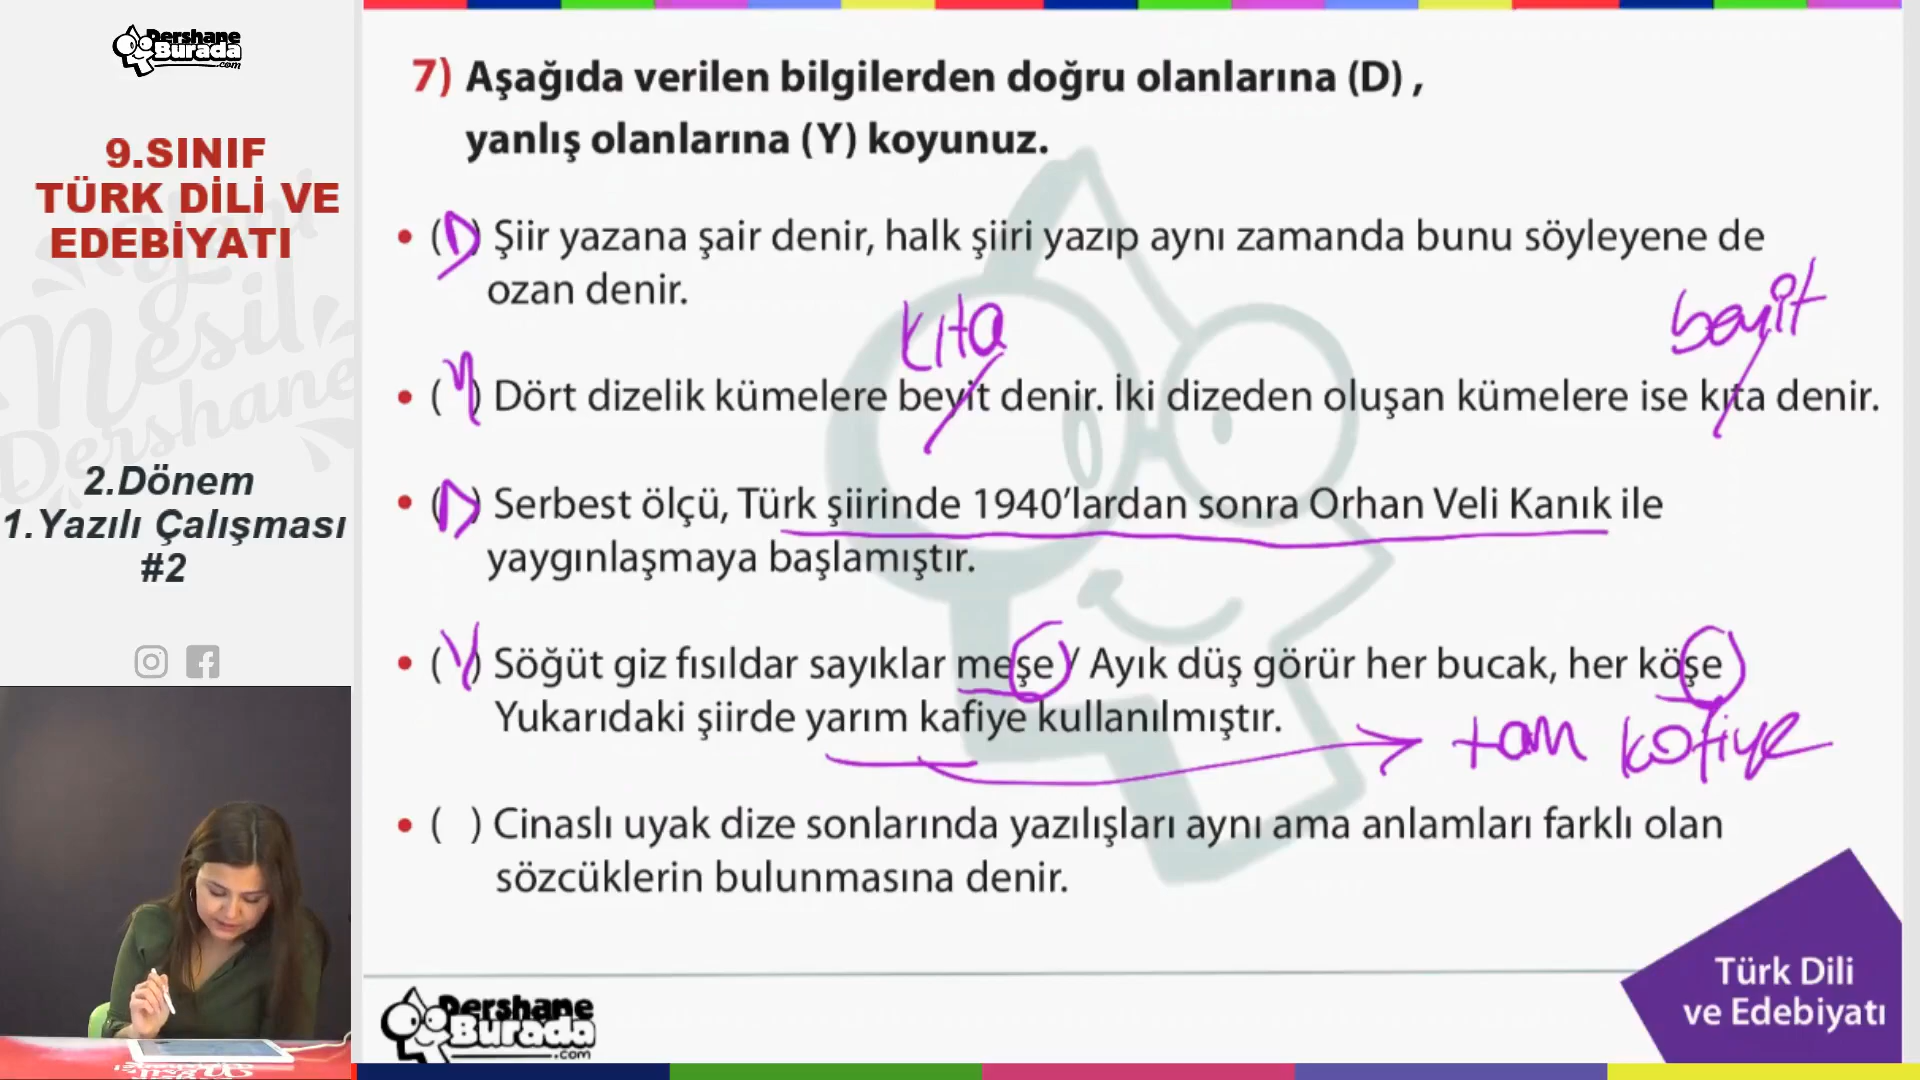 Dershane
Burada
.com
9.SINIF
TÜRK DİLİ VE
EDEBİYATI
Yeni
Nesil
Dershane
2.Dönem
1.Yazılı Çalışması
#2
7) Aşağıda verilen bilgilerden doğru olanlarına (D) ,
yanlış olanlarına (Y) koyunuz.
• (D) Şiir yazana şair denir, halk şiiri yazıp aynı zamanda bunu söyleyene de
ozan denir.
kıta
beyit
• (Y) Dört dizelik kümelere beyit denir. İki dizeden oluşan kümelere ise kıta denir.
• (D) Serbest ölçü, Türk şiirinde 1940’lardan sonra Orhan Veli Kanık ile
yaygınlaşmaya başlamıştır.
• (Y) Söğüt giz fısıldar sayıklar meşe / Ayık düş görür her bucak, her köşe
Yukarıdaki şiirde yarım kafiye kullanılmıştır.
tam kafiye
• ( ) Cinaslı uyak dize sonlarında yazılışları aynı ama anlamları farklı olan
sözcüklerin bulunmasına denir.
Dershane
Burada
.com
Türk Dili
ve Edebiyatı